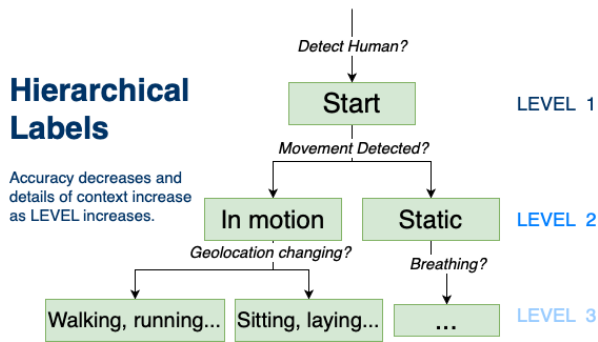 Detect Human?
Hierarchical
Labels
Start
LEVEL 1
Movement Detected?
Accuracy decreases and
details of context increase
as LEVEL increases.
In motion
Static
LEVEL 2
Geolocation changing?
Breathing?
Walking, running...
Sitting, laying...
...
LEVEL 3